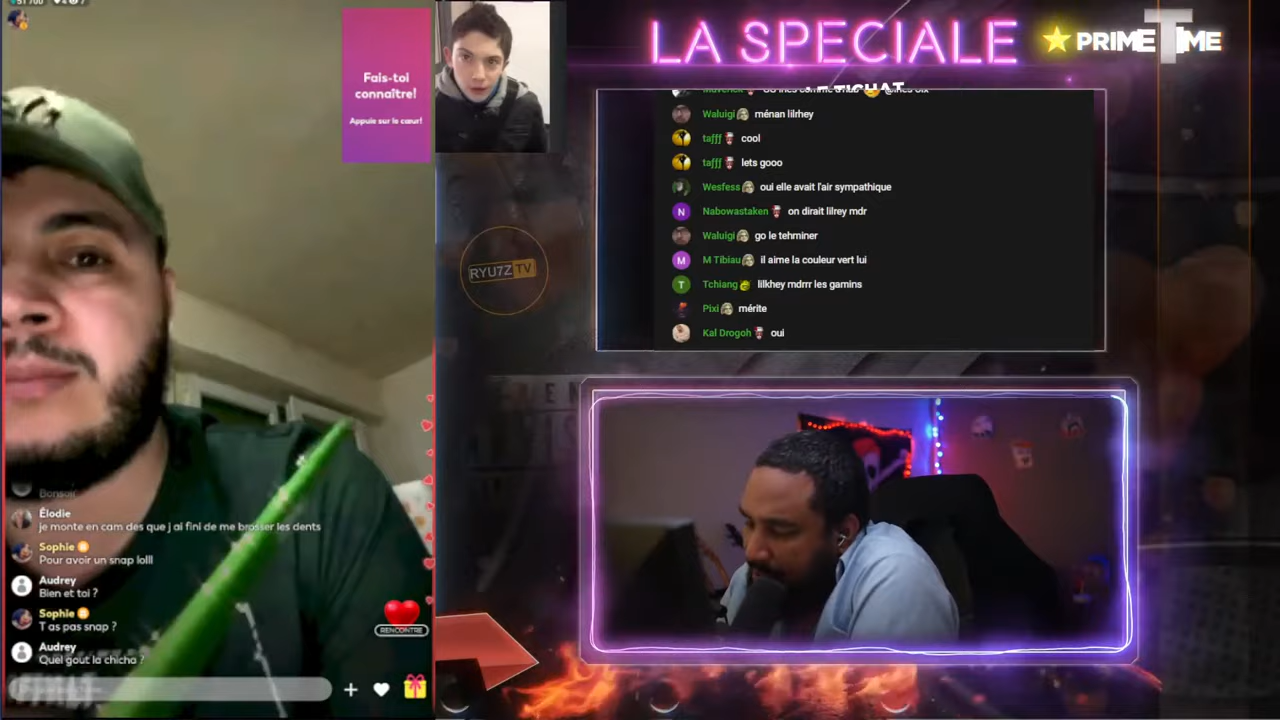 Fais-toi
connaître!
Appuie sur le cœur!
Bonsoir
Élodie
je monte en cam des que j ai fini de me brosser les dents
Sophie
Pour avoir un snap lolll
Audrey
Bien et toi ?
Sophie
T as pas snap ?
Audrey
Quel gout la chicha ?
RENCONTRE
RYU7Z TV
LA SPECIALE
PRIME TIME
Waluigi ménan lilrhey
tafff cool
tafff lets gooo
Wesfess oui elle avait l'air sympathique
N Nabowastaken on dirait lilrey mdr
Waluigi go le tehminer
M M Tibiau il aime la couleur vert lui
T Tchiang lilkhey mdrrr les gamins
Pixi mérite
Kal Drogoh oui